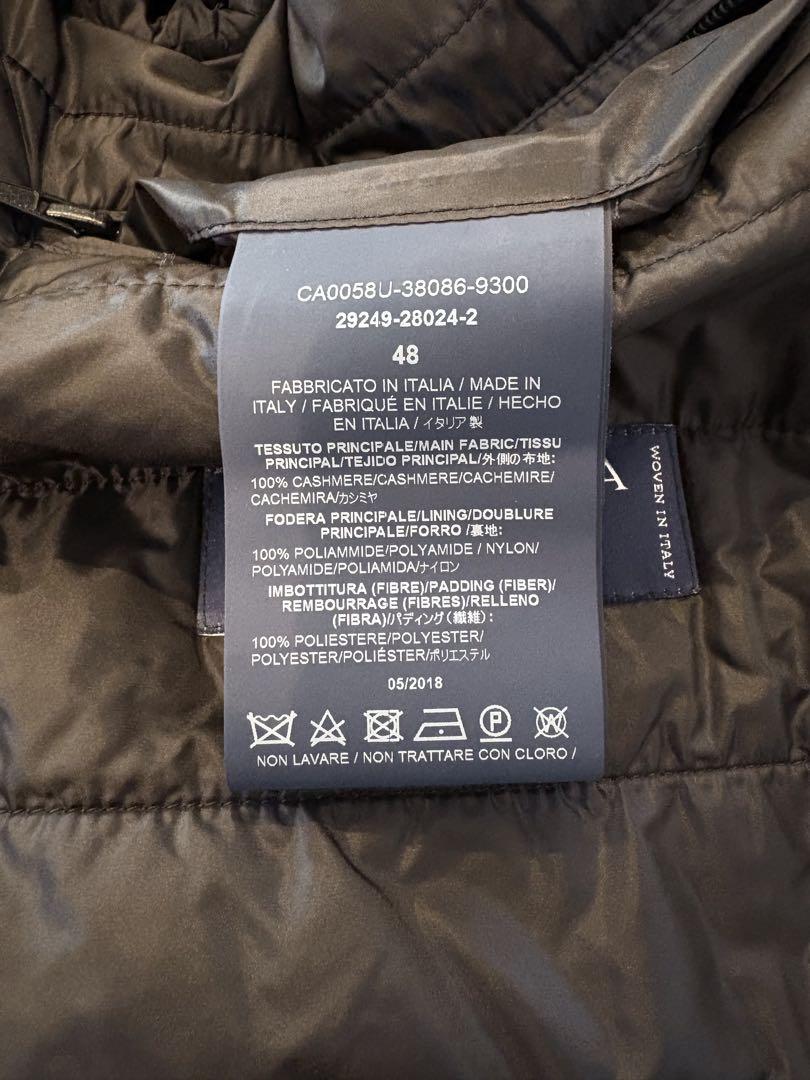 CA0058U-38086-9300
29249-28024-2
48
FABBRICATO IN ITALIA / MADE IN
ITALY / FABRIQUÉ EN ITALIE / HECHO
EN ITALIA / イタリア製
TESSUTO PRINCIPALE/MAIN FABRIC/TISSU
PRINCIPAL/TEJIDO PRINCIPAL/外側の布地:
100% CASHMERE/CASHMERE/CACHEMIRE/
CACHEMIRA/カシミヤ
FODERA PRINCIPALE/LINING/DOUBLURE
PRINCIPALE/FORRO /裏地:
100% POLIAMMIDE/POLYAMIDE / NYLON/
POLYAMIDE/POLIAMIDA/ナイロン
IMBOTTITURA (FIBRE)/PADDING (FIBER)/
REMBOURRAGE (FIBRES)/RELLENO
(FIBRA)/パディング(繊維):
100% POLIESTERE/POLYESTER/
POLYESTER/POLIÉSTER/ポリエステル
05/2018
P W
NON LAVARE / NON TRATTARE CON CLORO /
A
WOVEN IN ITALY